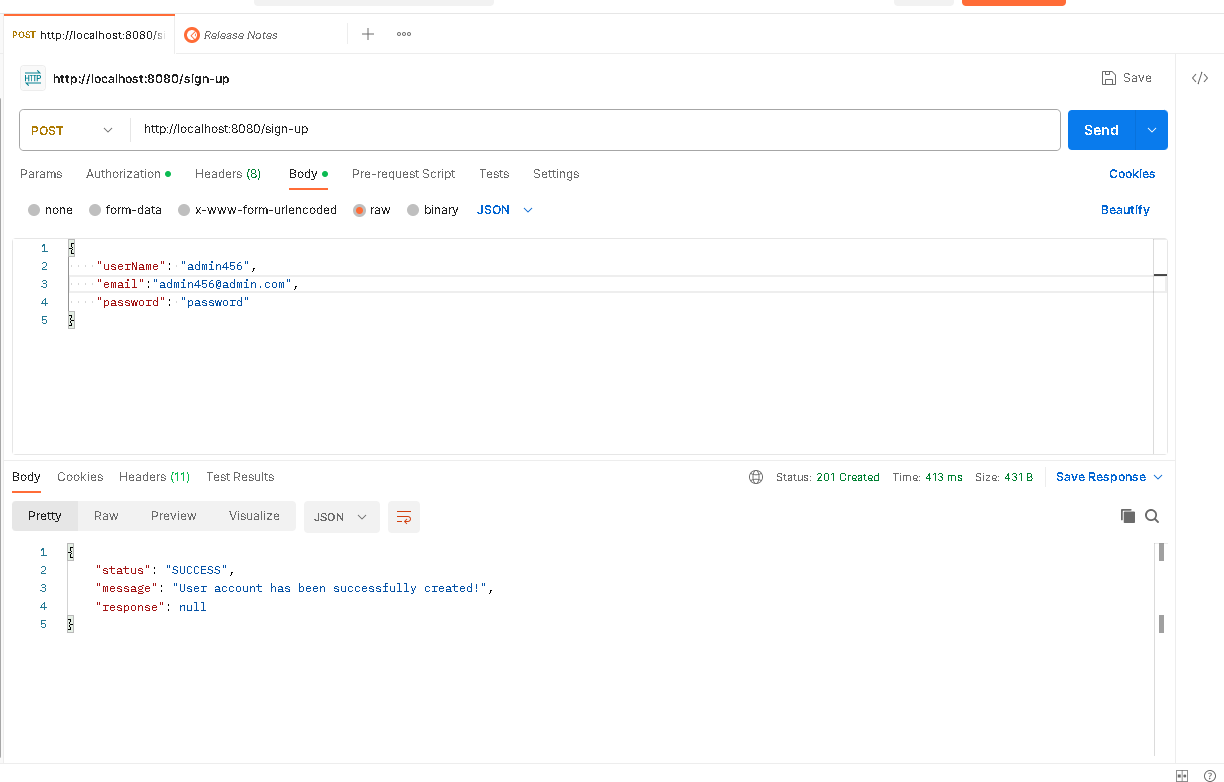 POST http://localhost:8080/si Release Notes
HTTP http://localhost:8080/sign-up Save </>
POST http://localhost:8080/sign-up Send
Params Authorization Headers (8) Body Pre-request Script Tests Settings Cookies
none form-data x-www-form-urlencoded raw binary JSON Beautify
1 {
2 "userName": "admin456",
3 "email":"admin456@admin.com",
4 "password": "password"
5 }
Body Cookies Headers (11) Test Results Status: 201 Created Time: 413 ms Size: 431 B Save Response
Pretty Raw Preview Visualize JSON
1 {
2 "status": "SUCCESS",
3 "message": "User account has been successfully created!",
4 "response": null
5 }